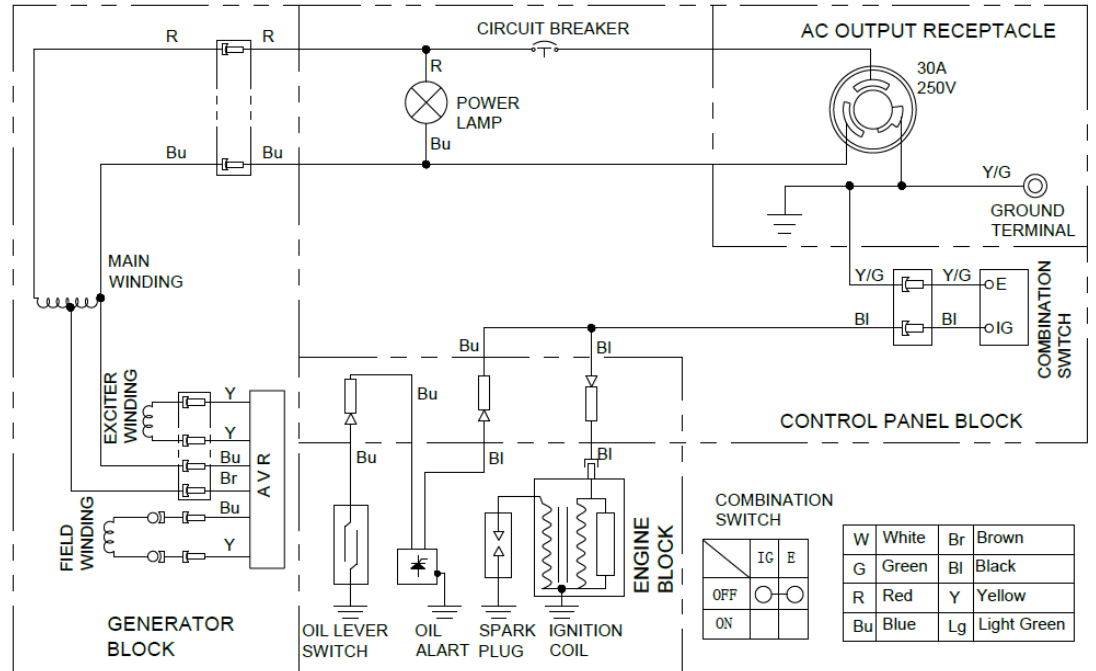 R
R
CIRCUIT BREAKER
AC OUTPUT RECEPTACLE
R
POWER
LAMP
30A
250V
Bu
Bu
Bu
Y/G
GROUND
TERMINAL
MAIN
WINDING
Y/G
Y/G
E
Bl
Bl
IG
COMBINATION
SWITCH
Bu
Bl
CONTROL PANEL BLOCK
EXCITER
WINDING
Y
Y
Bu
Br
Bu
Y
A V R
FIELD
WINDING
Bu
Bu
Bl
Bl
ENGINE
BLOCK
GENERATOR
BLOCK
OIL LEVER
SWITCH
OIL
ALART
SPARK
PLUG
IGNITION
COIL
COMBINATION
SWITCH
IG E
OFF
ON
W White Br Brown
G Green Bl Black
R Red Y Yellow
Bu Blue Lg Light Green